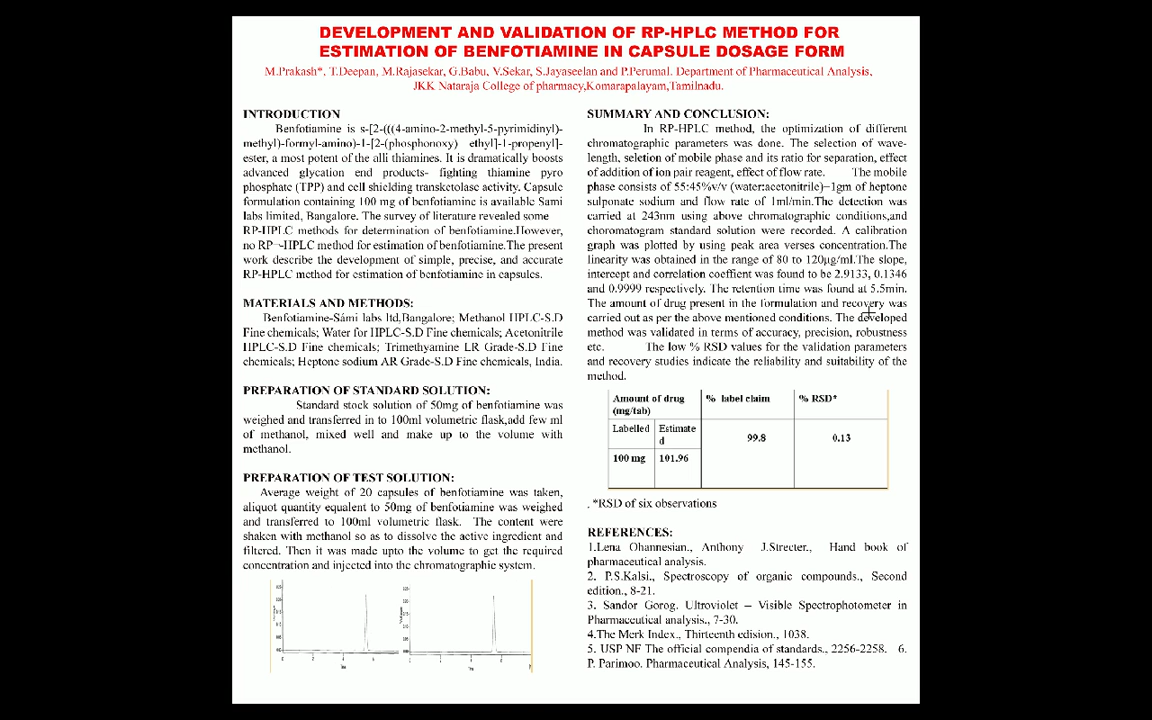 DEVELOPMENT AND VALIDATION OF RP-HPLC METHOD FOR
ESTIMATION OF BENFOTIAMINE IN CAPSULE DOSAGE FORM
M.Prakash*, T.Deepan, M.Rajasekar, G.Babu, V.Sekar, S.Jayaseelan and P.Perumal. Department of Pharmaceutical Analysis,
JKK Nataraja College of pharmacy,Komarapalayam,Tamilnadu.
INTRODUCTION
Benfotiamine is s-[2-(((4-amino-2-methyl-5-pyrimidinyl)-
methyl)-formyl-amino)-1-[2-(phosphonoxy) ethyl]-1-propenyl]-
ester, a most potent of the alli thiamines. It is dramatically boosts
advanced glycation end products- fighting thiamine pyro
phosphate (TPP) and cell shielding transketolase activity. Capsule
formulation containing 100 mg of benfotiamine is available Sami
labs limited, Bangalore. The survey of literature revealed some
RP-HPLC methods for determination of benfotiamine.However,
no RP–-HPLC method for estimation of benfotiamine.The present
work describe the development of simple, precise, and accurate
RP-HPLC method for estimation of benfotiamine in capsules.
MATERIALS AND METHODS:
Benfotiamine-Sámi labs ltd,Bangalore; Methanol HPLC-S.D
Fine chemicals; Water for HPLC-S.D Fine chemicals; Acetonitrile
HPLC-S.D Fine chemicals; Trimethyamine LR Grade-S.D Fine
chemicals; Heptone sodium AR Grade-S.D Fine chemicals, India.
PREPARATION OF STANDARD SOLUTION:
Standard stock solution of 50mg of benfotiamine was
weighed and transferred in to 100ml volumetric flask,add few ml
of methanol, mixed well and make up to the volume with
methanol.
PREPARATION OF TEST SOLUTION:
Average weight of 20 capsules of benfotiamine was taken,
aliquot quantity equalent to 50mg of benfotiamine was weighed
and transferred to 100ml volumetric flask. The content were
shaken with methanol so as to dissolve the active ingredient and
filtered. Then it was made upto the volume to get the required
concentration and injected into the chromatographic system.
SUMMARY AND CONCLUSION:
In RP-HPLC method, the optimization of different
chromatographic parameters was done. The selection of wave-
length, seletion of mobile phase and its ratio for separation, effect
of addition of ion pair reagent, effect of flow rate. The mobile
phase consists of 55:45%v/v (water:acetonitrile)–1gm of heptone
sulponate sodium and flow rate of 1ml/min.The detection was
carried at 243nm using above chromatographic conditions,and
choromatogram standard solution were recorded. A calibration
graph was plotted by using peak area verses concentration.The
linearity was obtained in the range of 80 to 120µg/ml.The slope,
intercept and correlation coeffient was found to be 2.9133, 0.1346
and 0.9999 respectively. The retention time was found at 5.5min.
The amount of drug present in the formulation and recovery was
carried out as per the above mentioned conditions. The developed
method was validated in terms of accuracy, precision, robustness
etc. The low % RSD values for the validation parameters
and recovery studies indicate the reliability and suitability of the
method.
Amount of drug % label claim % RSD*
(mg/tab)
Labelled Estimate
d 99.8 0.13
100 mg 101.96
. *RSD of six observations
REFERENCES:
1.Lena Ohannesian., Anthony J.Strecter., Hand book of
pharmaceutical analysis.
2. P.S.Kalsi., Spectroscopy of organic compounds., Second
edition., 8-21.
3. Sandor Gorog. Ultroviolet – Visible Spectrophotometer in
Pharmaceutical analysis., 7-30.
4.The Merk Index., Thirteenth edision., 1038.
5. USP NF The official compendia of standards., 2256-2258. 6.
P. Parimoo. Pharmaceutical Analysis, 145-155.